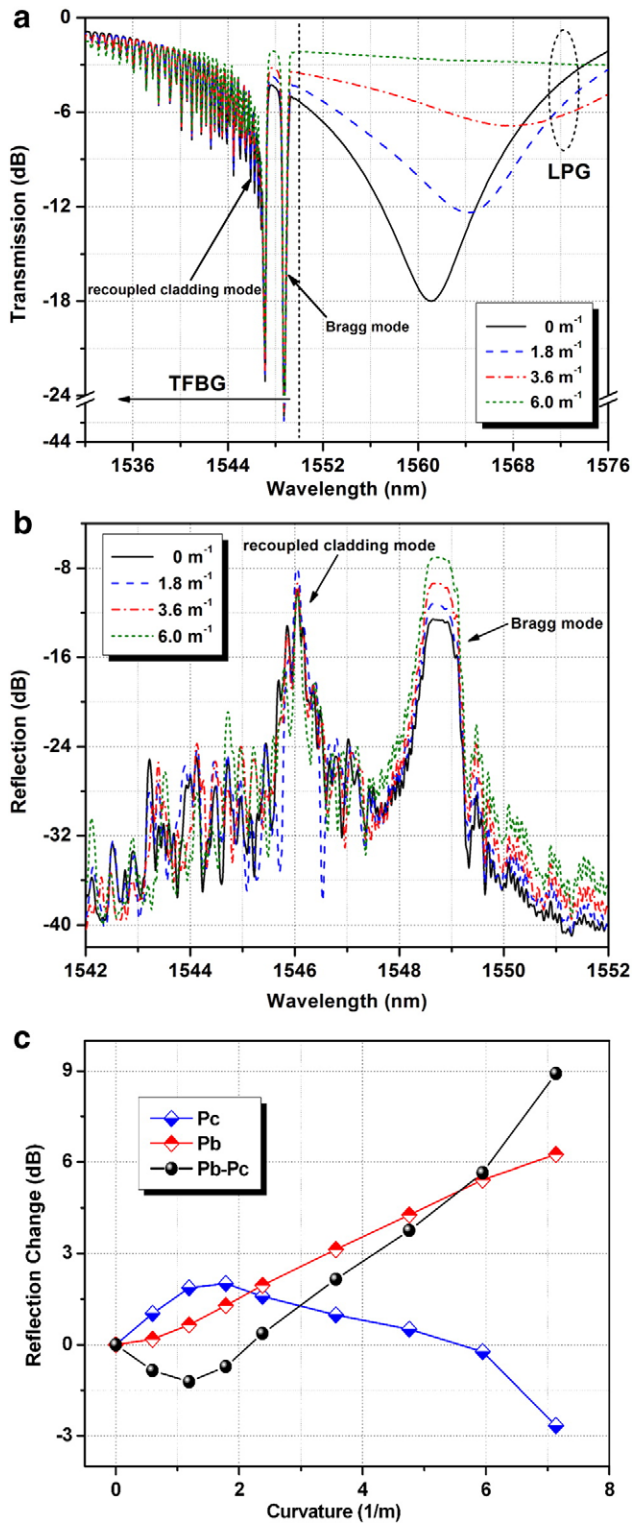 a
0
-6
-12
-18
-24
-44
Transmission (dB)
recoupled cladding mode
Bragg mode
TFBG
LPG
0 m⁻¹
1.8 m⁻¹
3.6 m⁻¹
6.0 m⁻¹
1536 1544 1552 1560 1568 1576
Wavelength (nm)
b
-8
-16
-24
-32
-40
Reflection (dB)
0 m⁻¹
1.8 m⁻¹
3.6 m⁻¹
6.0 m⁻¹
recoupled cladding mode
Bragg mode
1542 1544 1546 1548 1550 1552
Wavelength (nm)
c
9
6
3
0
-3
Reflection Change (dB)
Pc
Pb
Pb-Pc
0 2 4 6 8
Curvature (1/m)